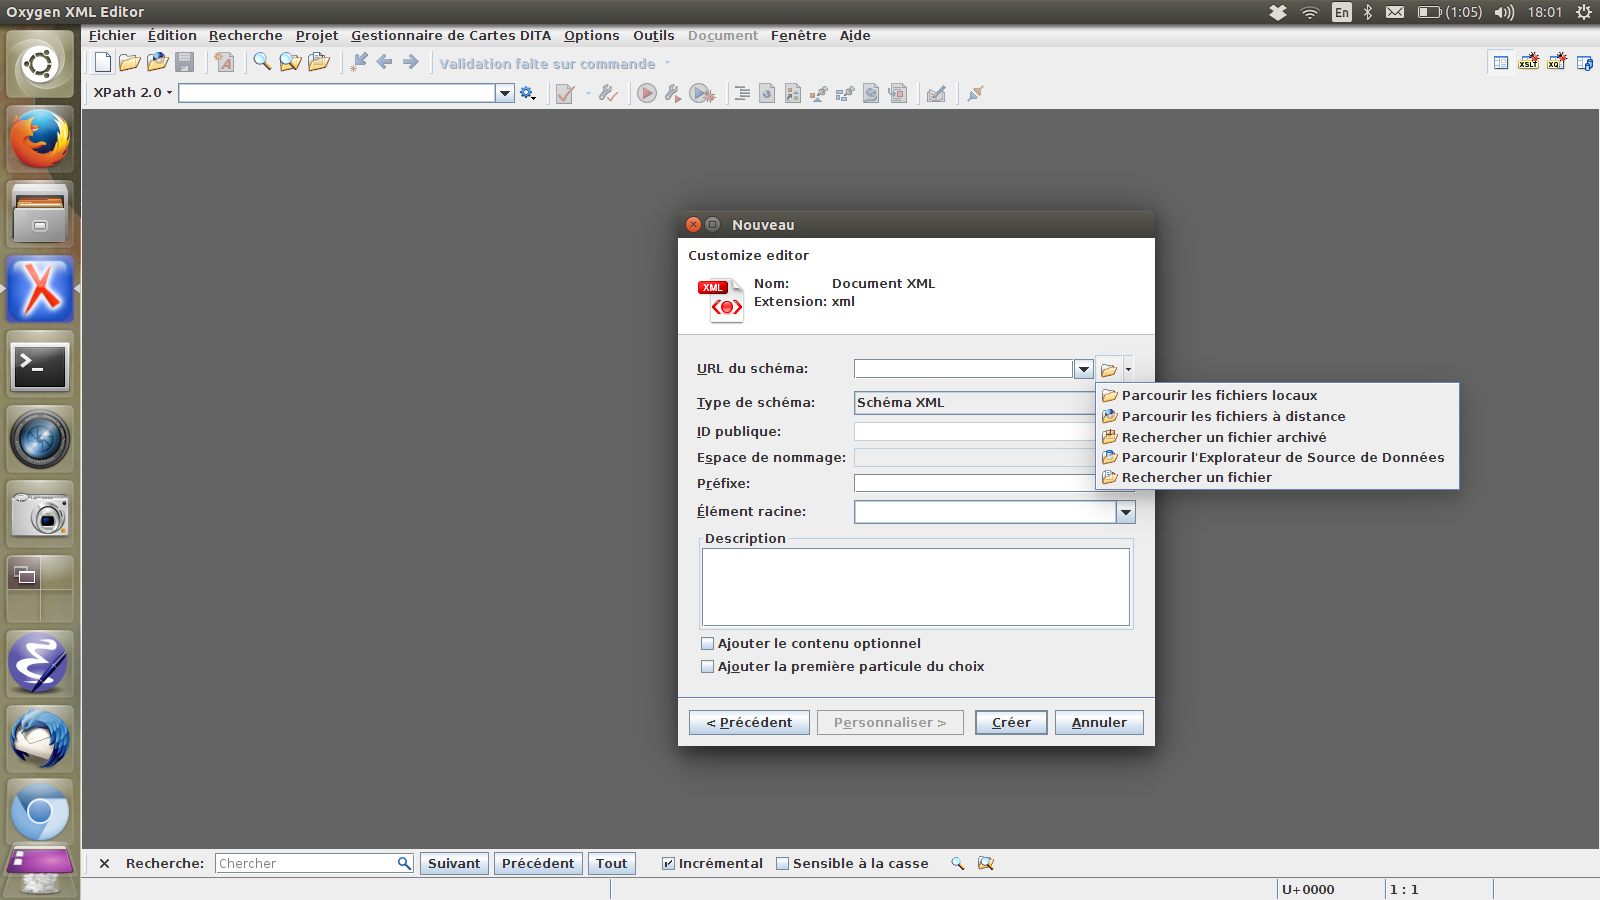 Oxygen XML Editor
En
(1:05)
18:01
Fichier Édition Recherche Projet Gestionnaire de Cartes DITA Options Outils Document Fenêtre Aide
Validation faite sur commande
XSLT
XQ
XPath 2.0
Nouveau
Customize editor
XML
Nom: Document XML
Extension: xml
URL du schéma:
Type de schéma: Schéma XML
ID publique:
Espace de nommage:
Préfixe:
Élément racine:
Parcourir les fichiers locaux
Parcourir les fichiers à distance
Rechercher un fichier archivé
Parcourir l'Explorateur de Source de Données
Rechercher un fichier
Description
Ajouter le contenu optionnel
Ajouter la première particule du choix
< Précédent Personnaliser > Créer Annuler
Recherche: Chercher Suivant Précédent Tout Incrémental Sensible à la casse
U+0000 1 : 1